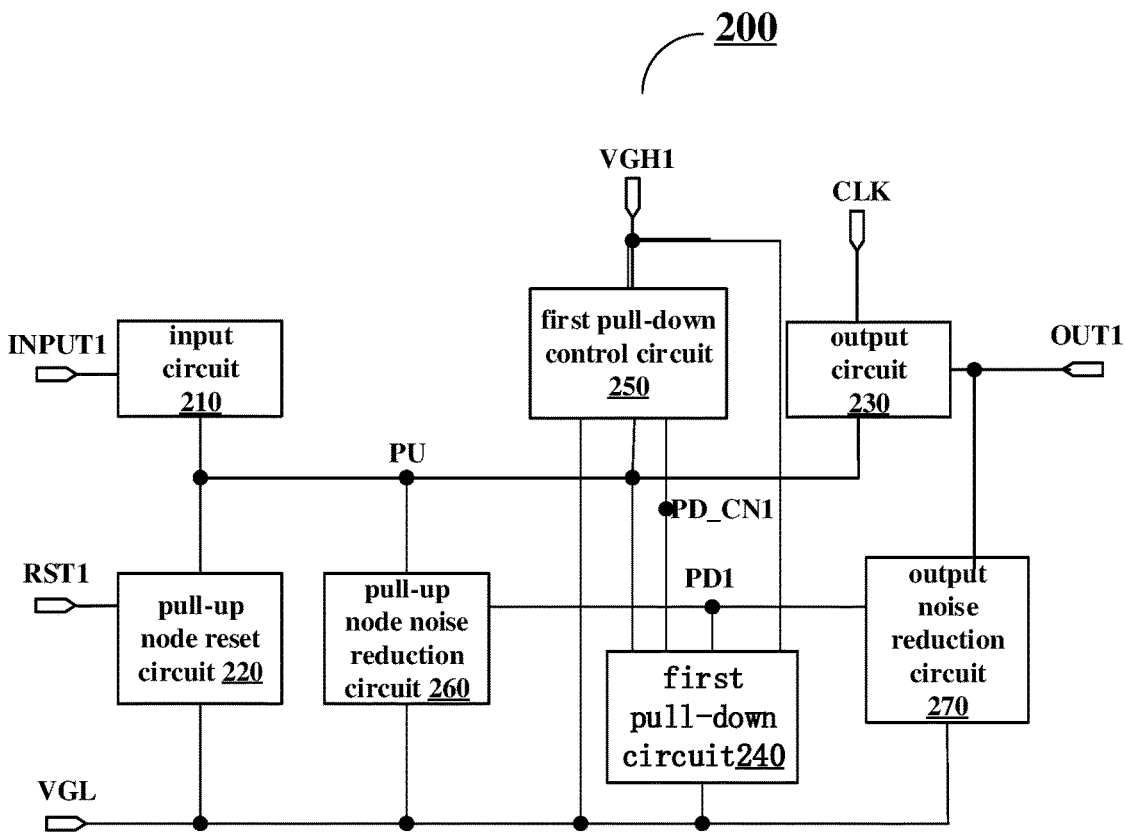 200
VGH1
CLK
INPUT1
input
circuit
210
first pull-down
control circuit
250
output
circuit
230
OUT1
PU
PD_CN1
RST1
pull-up
node reset
circuit 220
pull-up
node noise
reduction
circuit 260
PD1
first
pull-down
circuit240
output
noise
reduction
circuit
270
VGL